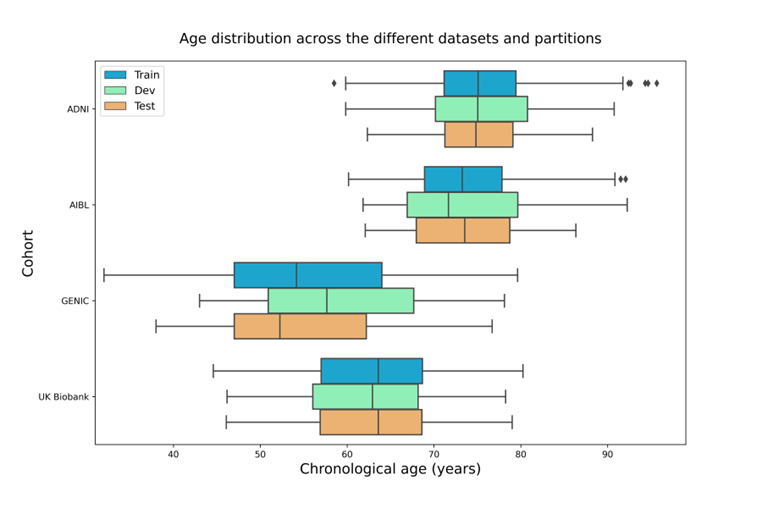 Age distribution across the different datasets and partitions
Train
Dev
Test
ADNI
AIBL
GENIC
UK Biobank
Cohort
40 50 60 70 80 90
Chronological age (years)